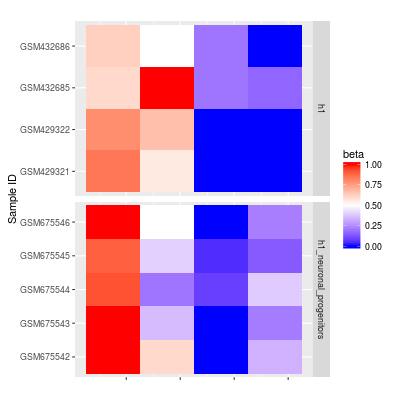 GSM432686
GSM432685
GSM429322
GSM429321
h1
GSM675546
GSM675545
GSM675544
GSM675543
GSM675542
h1_neuronal_progenitors
Sample ID
beta
1.00
0.75
0.50
0.25
0.00